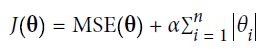 J(θ) = MSE(θ) + α∑ⁿᵢ ₌ ₁ |θᵢ|